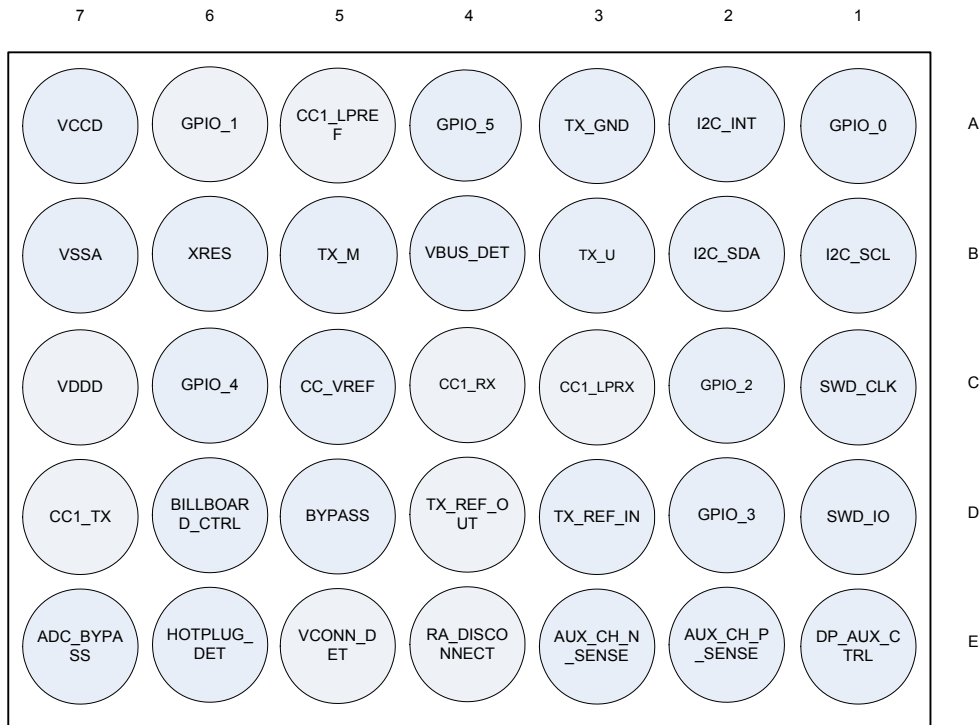 7 6 5 4 3 2 1
VCCD GPIO_1 CC1_LPRE
F GPIO_5 TX_GND I2C_INT GPIO_0 A
VSSA XRES TX_M VBUS_DET TX_U I2C_SDA I2C_SCL B
VDDD GPIO_4 CC_VREF CC1_RX CC1_LPRX GPIO_2 SWD_CLK C
CC1_TX BILLBOAR
D_CTRL BYPASS TX_REF_O
UT TX_REF_IN GPIO_3 SWD_IO D
ADC_BYPA
SS HOTPLUG_
DET VCONN_D
ET RA_DISCO
NNECT AUX_CH_N
_SENSE AUX_CH_P
_SENSE DP_AUX_C
TRL E